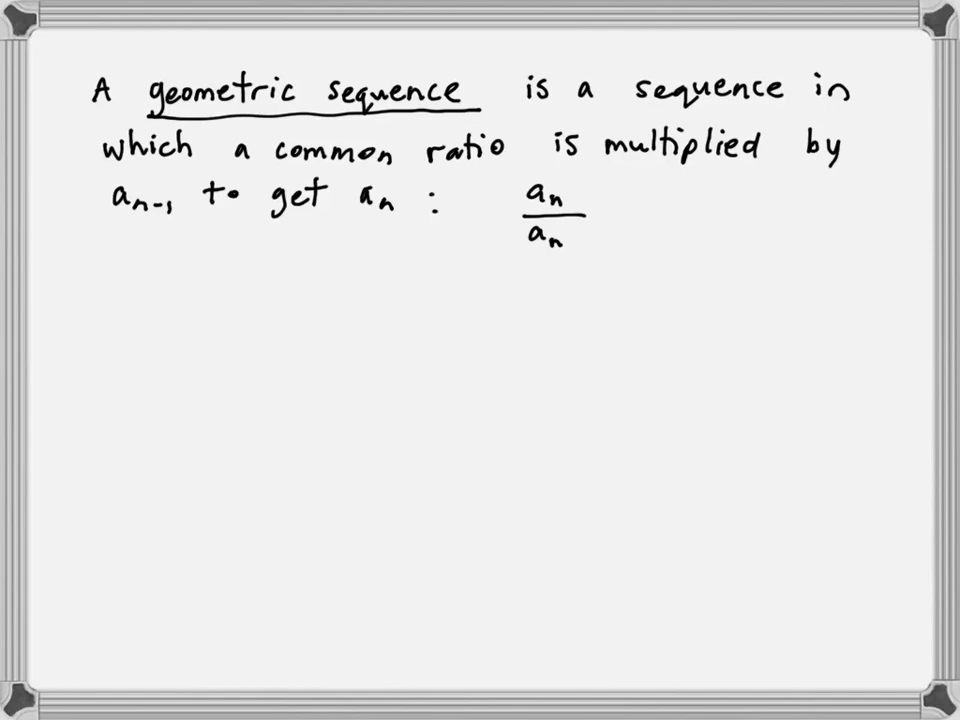 A geometric sequence is a sequence in
which a common ratio is multiplied by
aₙ₋₁ to get aₙ : aₙ/aₙ